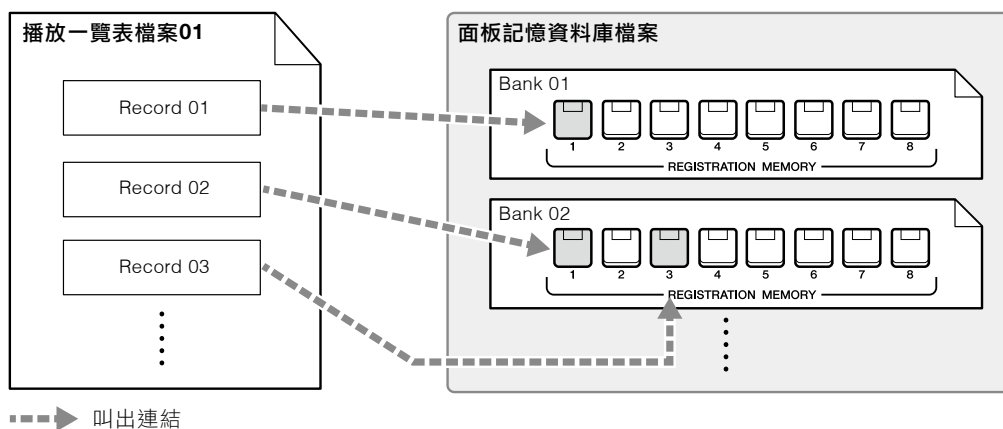 播放一覽表檔案01
Record 01
Record 02
Record 03
面板記憶資料庫檔案
Bank 01
1 2 3 4 5 6 7 8
REGISTRATION MEMORY
Bank 02
1 2 3 4 5 6 7 8
REGISTRATION MEMORY
叫出連結